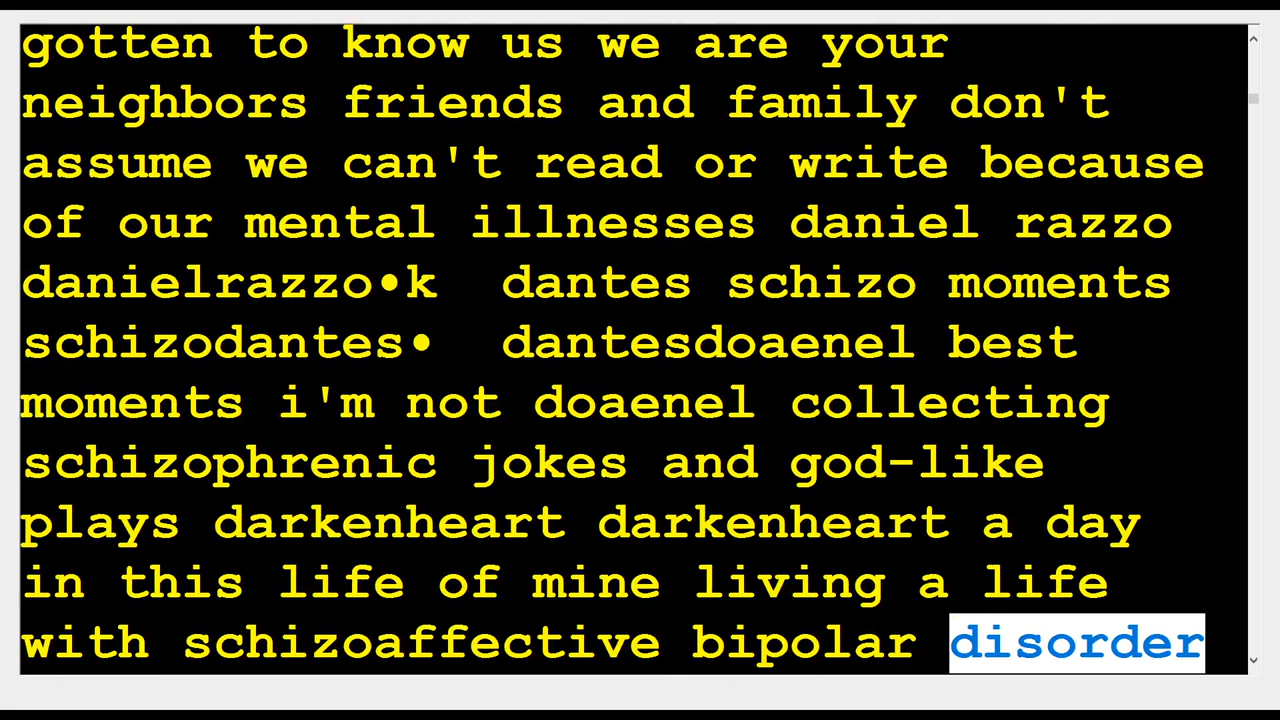 gotten to know us we are your
neighbors friends and family don't
assume we can't read or write because
of our mental illnesses daniel razzo
danielrazzo•k  dantes schizo moments
schizodantes•  dantesdoaenel best
moments i'm not doaenel collecting
schizophrenic jokes and god-like
plays darkenheart darkenheart a day
in this life of mine living a life
with schizoaffective bipolar disorder